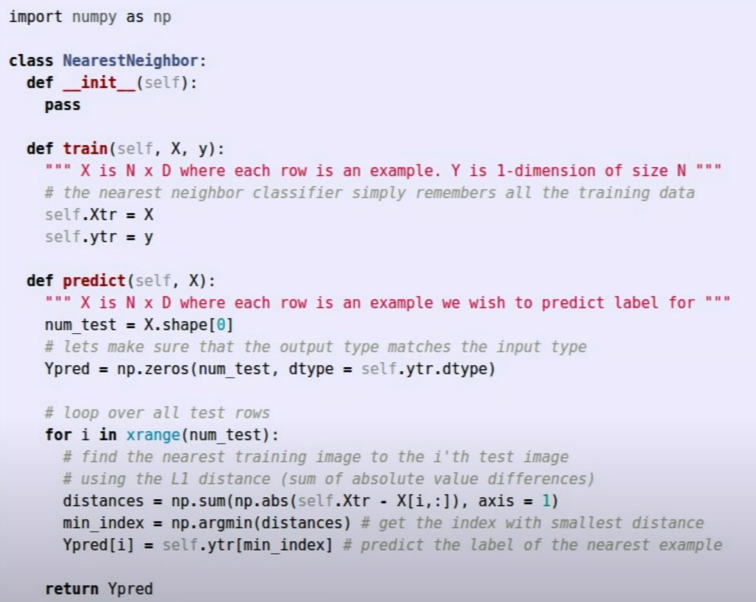 import numpy as np

class NearestNeighbor:
  def __init__(self):
    pass

  def train(self, X, y):
    """ X is N x D where each row is an example. Y is 1-dimension of size N """
    # the nearest neighbor classifier simply remembers all the training data
    self.Xtr = X
    self.ytr = y

  def predict(self, X):
    """ X is N x D where each row is an example we wish to predict label for """
    num_test = X.shape[0]
    # lets make sure that the output type matches the input type
    Ypred = np.zeros(num_test, dtype = self.ytr.dtype)

    # loop over all test rows
    for i in xrange(num_test):
      # find the nearest training image to the i'th test image
      # using the L1 distance (sum of absolute value differences)
      distances = np.sum(np.abs(self.Xtr - X[i,:]), axis = 1)
      min_index = np.argmin(distances) # get the index with smallest distance
      Ypred[i] = self.ytr[min_index] # predict the label of the nearest example

    return Ypred